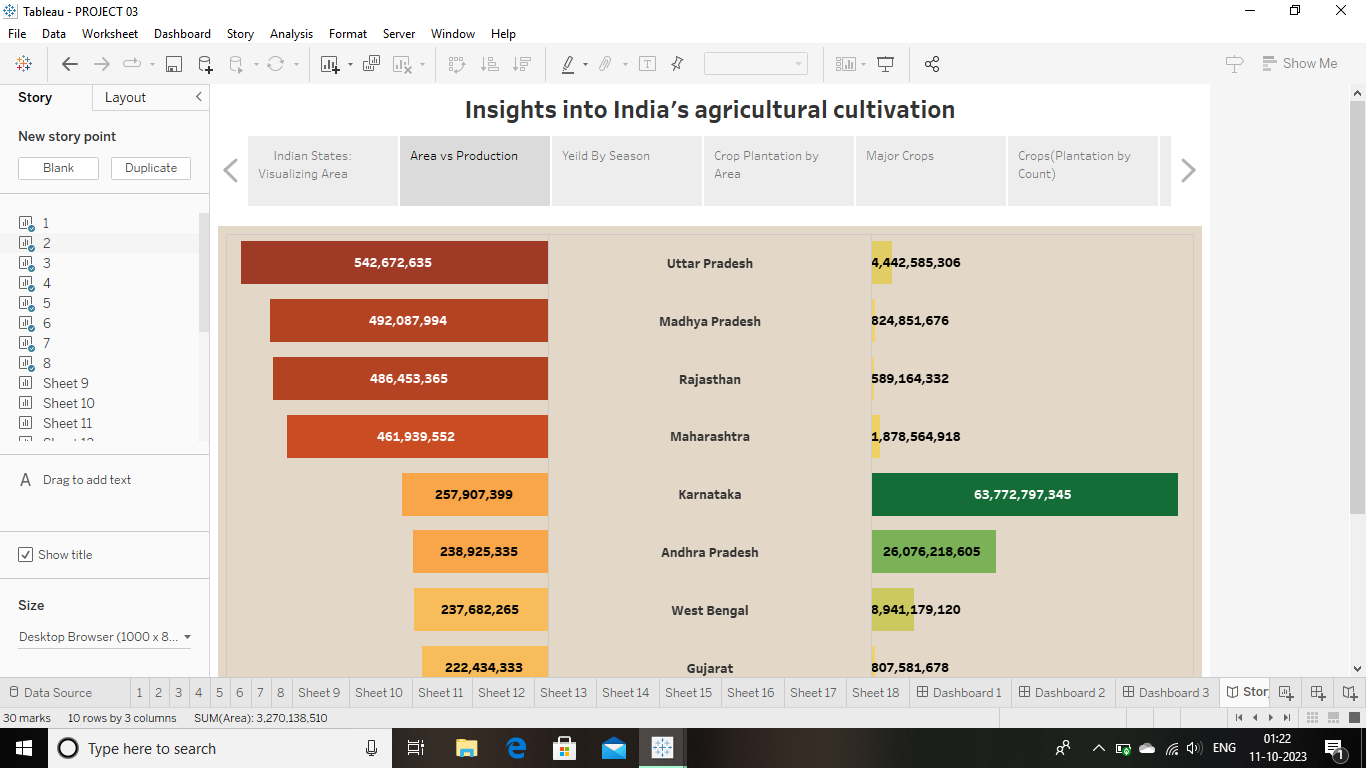 Tableau - PROJECT 03
File Data Worksheet Dashboard Story Analysis Format Server Window Help
Show Me
Story Layout
New story point
Blank Duplicate
1
2
3
4
5
6
7
8
Sheet 9
Sheet 10
Sheet 11
A Drag to add text
Show title
Size
Desktop Browser (1000 x 8...
Insights into India's agricultural cultivation
Indian States:
Visualizing Area
Area vs Production
Yeild By Season
Crop Plantation by
Area
Major Crops
Crops(Plantation by
Count)
542,672,635 Uttar Pradesh 4,442,585,306
492,087,994 Madhya Pradesh 824,851,676
486,453,365 Rajasthan 589,164,332
461,939,552 Maharashtra 1,878,564,918
257,907,399 Karnataka 63,772,797,345
238,925,335 Andhra Pradesh 26,076,218,605
237,682,265 West Bengal 8,941,179,120
222,434,333 Gujarat 807,581,678
Data Source 1 2 3 4 5 6 7 8 Sheet 9 Sheet 10 Sheet 11 Sheet 12 Sheet 13 Sheet 14 Sheet 15 Sheet 16 Sheet 17 Sheet 18 Dashboard 1 Dashboard 2 Dashboard 3 Stor
30 marks 10 rows by 3 columns SUM(Area): 3,270,138,510
Type here to search
ENG
01:22
11-10-2023
1